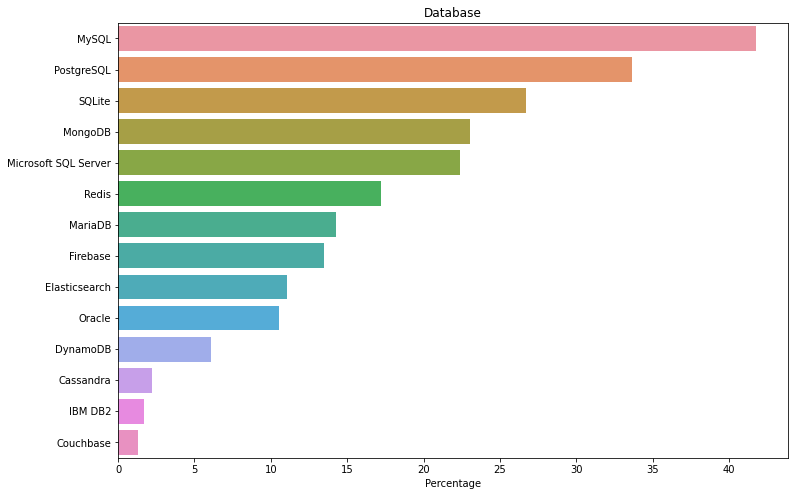 Database
MySQL
PostgreSQL
SQLite
MongoDB
Microsoft SQL Server
Redis
MariaDB
Firebase
Elasticsearch
Oracle
DynamoDB
Cassandra
IBM DB2
Couchbase
0 5 10 15 20 25 30 35 40
Percentage